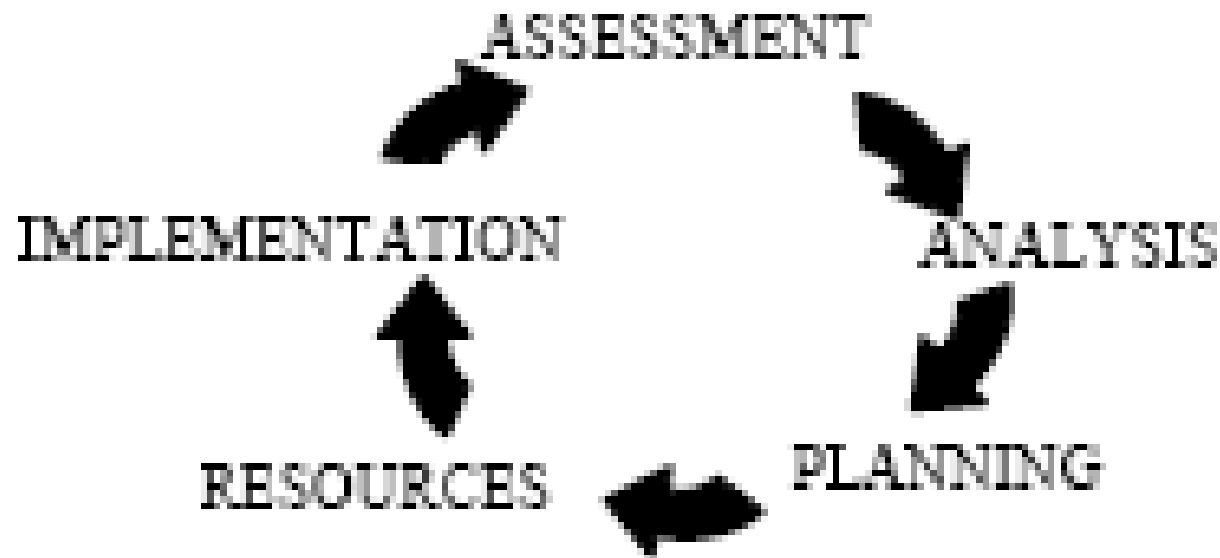 ASSESSMENT
ANALYSIS
PLANNING
RESOURCES
IMPLEMENTATION